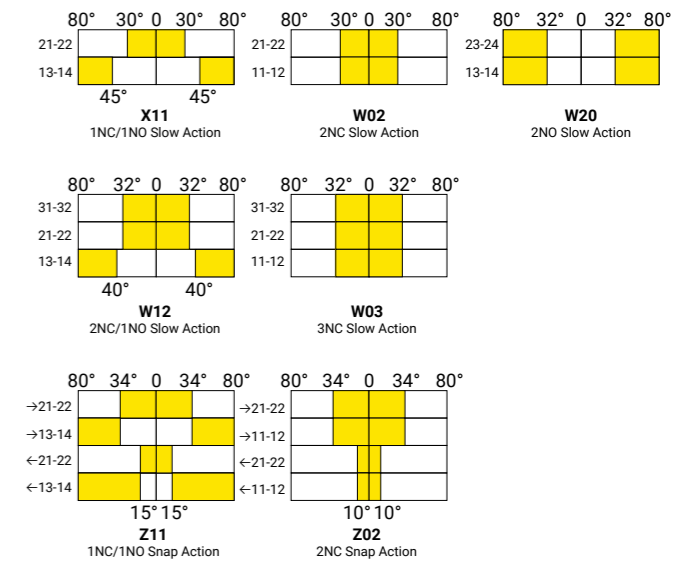 80° 0 80°
21-22
13-14
45° 45°
X11
1NC/1NO Slow Action
80° 32° 0 32° 80°
21-22
11-12
W02
2NC Slow Action
80° 32° 0 32° 80°
23-24
13-14
W20
2NO Slow Action
80° 32° 0 32° 80°
31-32
21-22
13-14
40° 40°
W12
2NC/1NO Slow Action
80° 32° 0 32° 80°
31-32
21-22
11-12
W03
3NC Slow Action
80° 34° 0 34° 80°
→21-22
→13-14
←21-22
←13-14
15° 15°
Z11
1NC/1NO Snap Action
80° 34° 0 34° 80°
→21-22
→11-12
←21-22
←11-12
10° 10°
Z02
2NC Snap Action